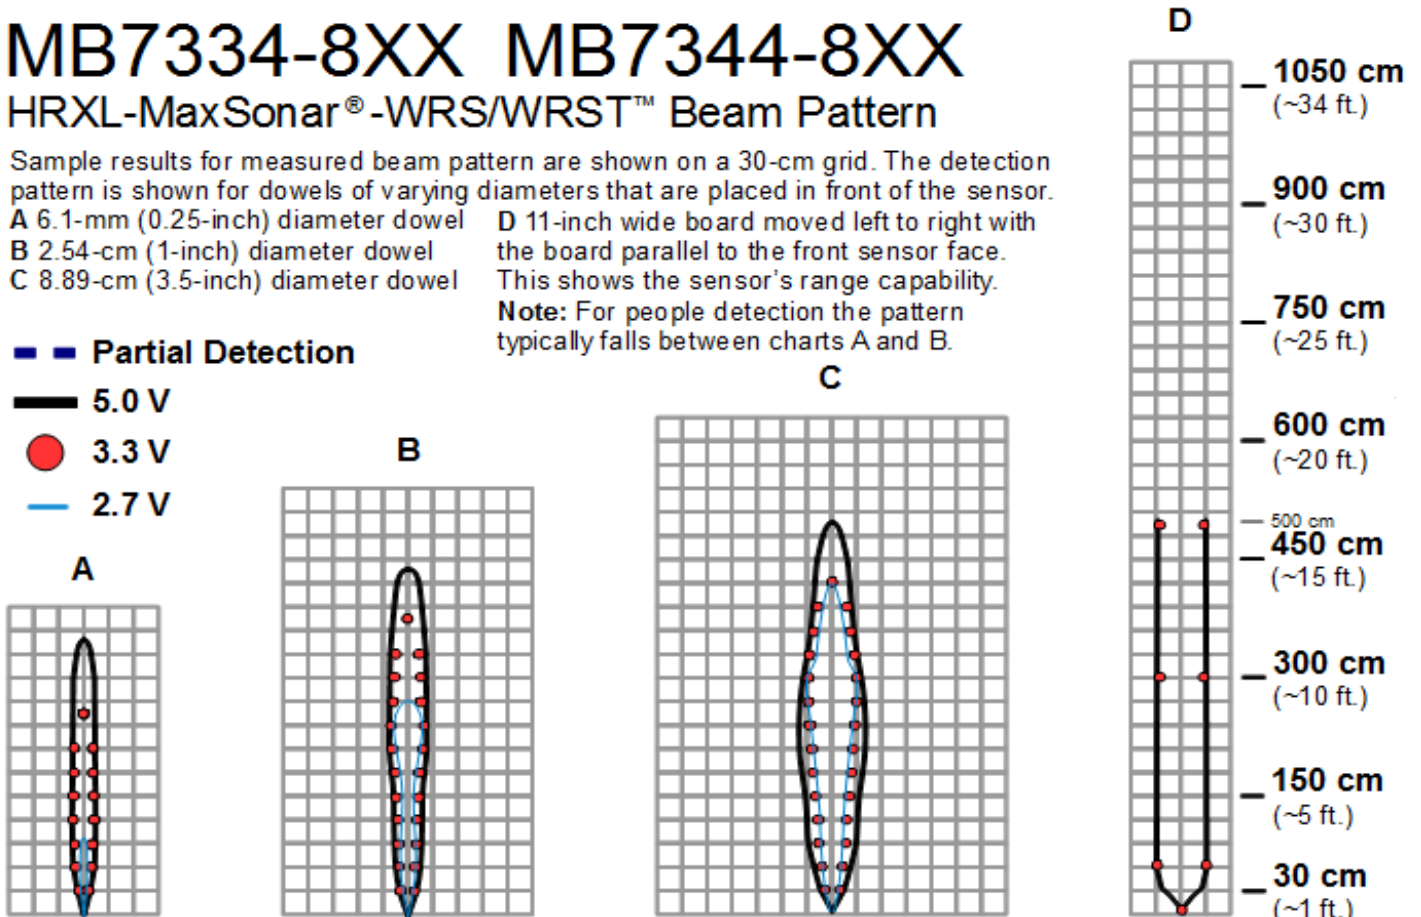 MB7334-8XX MB7344-8XX
HRXL-MaxSonar®-WRS/WRST™ Beam Pattern
Sample results for measured beam pattern are shown on a 30-cm grid. The detection
pattern is shown for dowels of varying diameters that are placed in front of the sensor.
A 6.1-mm (0.25-inch) diameter dowel
B 2.54-cm (1-inch) diameter dowel
C 8.89-cm (3.5-inch) diameter dowel
D 11-inch wide board moved left to right with
the board parallel to the front sensor face.
This shows the sensor's range capability.
Note: For people detection the pattern
typically falls between charts A and B.
Partial Detection
5.0 V
3.3 V
2.7 V
A
B
C
D
1050 cm
(~34 ft.)
900 cm
(~30 ft.)
750 cm
(~25 ft.)
600 cm
(~20 ft.)
500 cm
450 cm
(~15 ft.)
300 cm
(~10 ft.)
150 cm
(~5 ft.)
30 cm
(~1 ft.)